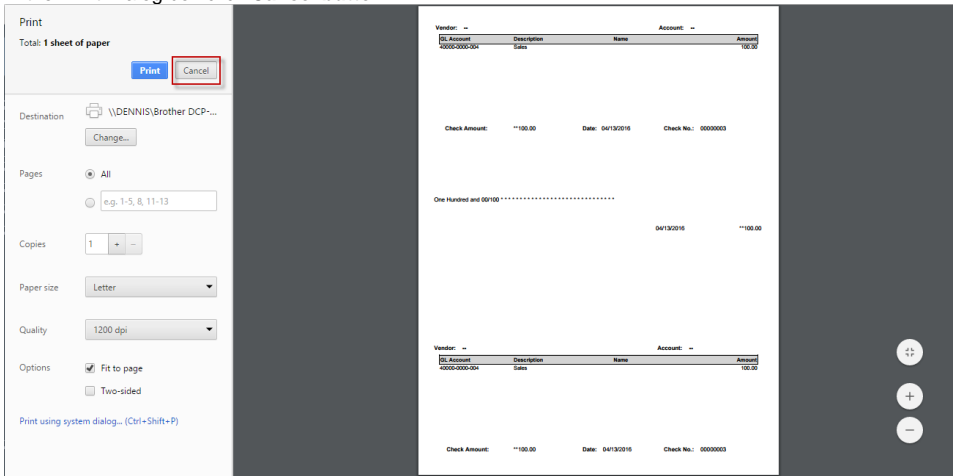 Print
Total: 1 sheet of paper
Print Cancel
Destination \\DENNIS\Brother DCP-...
Change...
Pages All
e.g. 1-5, 8, 11-13
Copies 1 + -
Paper size Letter
Quality 1200 dpi
Options Fit to page
Two-sided
Print using system dialog... (Ctrl+Shift+P)
Vendor: -- Account: --
GL Account Description Name Amount
40000-0000-004 Sales 100.00
Check Amount: **100.00 Date: 04/13/2016 Check No.: 00000003
One Hundred and 00/100 * * * * * * * * * * * * * * * * * * * * * * * * * * * * * *
04/13/2016 **100.00
Vendor: -- Account: --
GL Account Description Name Amount
40000-0000-004 Sales 100.00
Check Amount: **100.00 Date: 04/13/2016 Check No.: 00000003